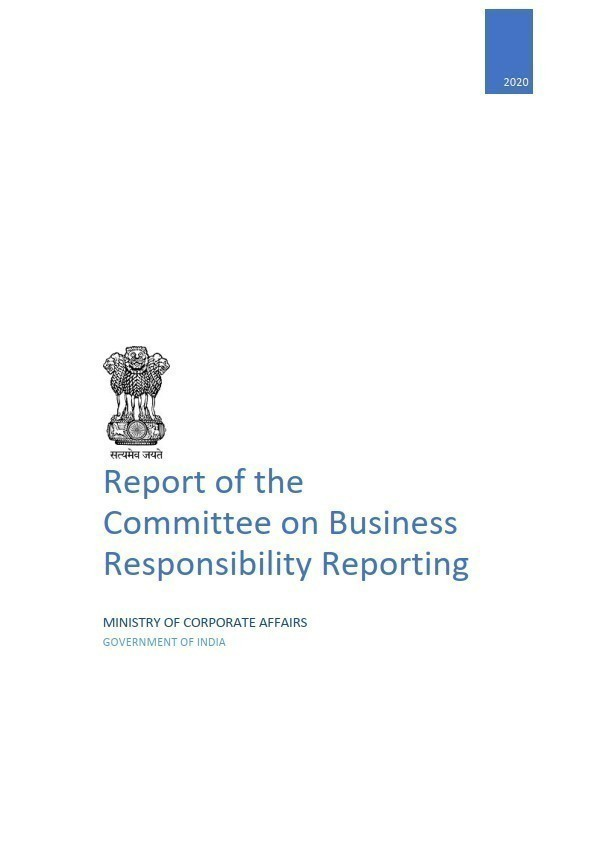 2020
सत्यमेव जयते
Report of the
Committee on Business
Responsibility Reporting
MINISTRY OF CORPORATE AFFAIRS
GOVERNMENT OF INDIA